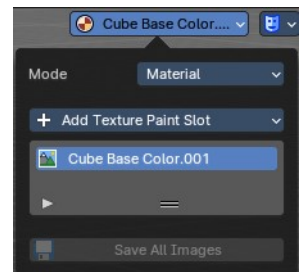 Cube Base Color....
Mode Material
Add Texture Paint Slot
Cube Base Color.001
Save All Images